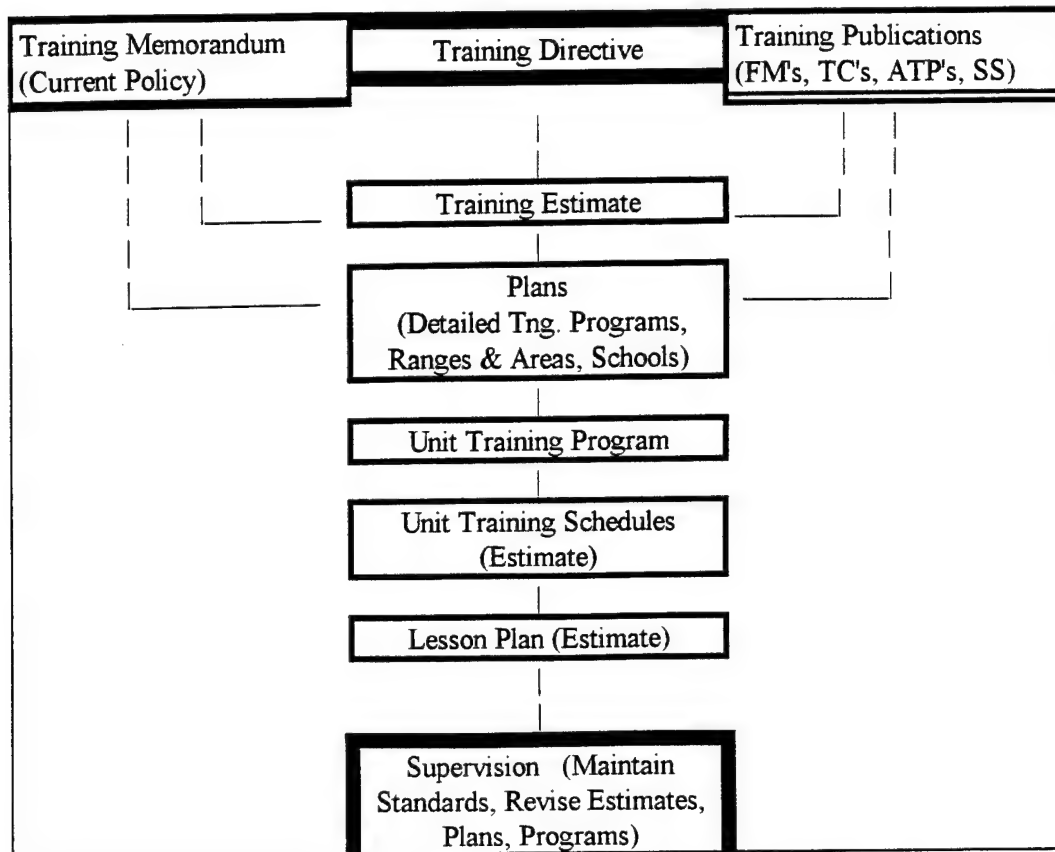 Training Memorandum
(Current Policy)
Training Directive
Training Publications
(FM's, TC's, ATP's, SS)
Training Estimate
Plans
(Detailed Tng. Programs,
Ranges & Areas, Schools)
Unit Training Program
Unit Training Schedules
(Estimate)
Lesson Plan (Estimate)
Supervision (Maintain
Standards, Revise Estimates,
Plans, Programs)